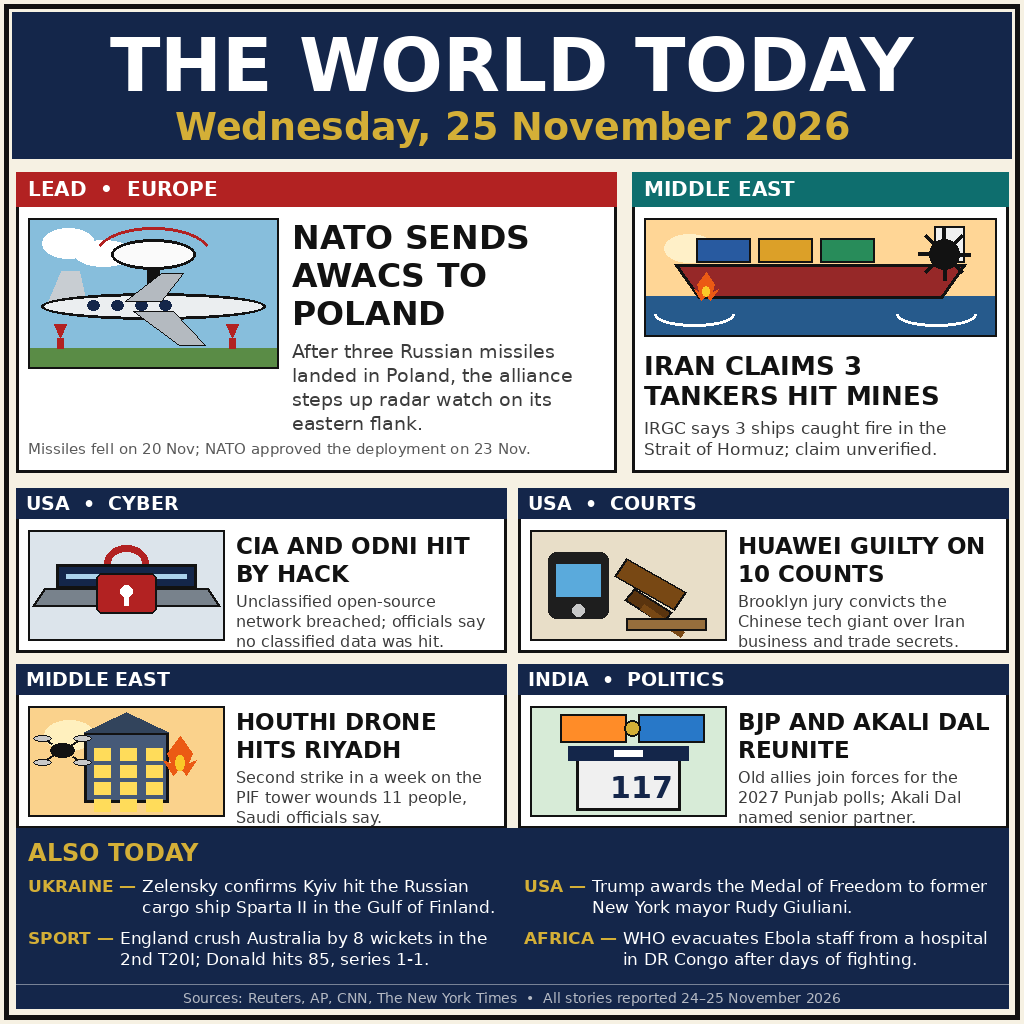 THE WORLD TODAY
Wednesday, 25 November 2026
LEAD • EUROPE
NATO SENDS
AWACS TO
POLAND
After three Russian missiles
landed in Poland, the alliance
steps up radar watch on its
eastern flank.
Missiles fell on 20 Nov; NATO approved the deployment on 23 Nov.
MIDDLE EAST
IRAN CLAIMS 3
TANKERS HIT MINES
IRGC says 3 ships caught fire in the
Strait of Hormuz; claim unverified.
USA • CYBER
CIA AND ODNI HIT
BY HACK
Unclassified open-source
network breached; officials say
no classified data was hit.
USA • COURTS
HUAWEI GUILTY ON
10 COUNTS
Brooklyn jury convicts the
Chinese tech giant over Iran
business and trade secrets.
MIDDLE EAST
HOUTHI DRONE
HITS RIYADH
Second strike in a week on the
PIF tower wounds 11 people,
Saudi officials say.
INDIA • POLITICS
117
BJP AND AKALI DAL
REUNITE
Old allies join forces for the
2027 Punjab polls; Akali Dal
named senior partner.
ALSO TODAY
UKRAINE — Zelensky confirms Kyiv hit the Russian
cargo ship Sparta II in the Gulf of Finland.
SPORT — England crush Australia by 8 wickets in the
2nd T20I; Donald hits 85, series 1-1.
USA — Trump awards the Medal of Freedom to former
New York mayor Rudy Giuliani.
AFRICA — WHO evacuates Ebola staff from a hospital
in DR Congo after days of fighting.
Sources: Reuters, AP, CNN, The New York Times • All stories reported 24–25 November 2026